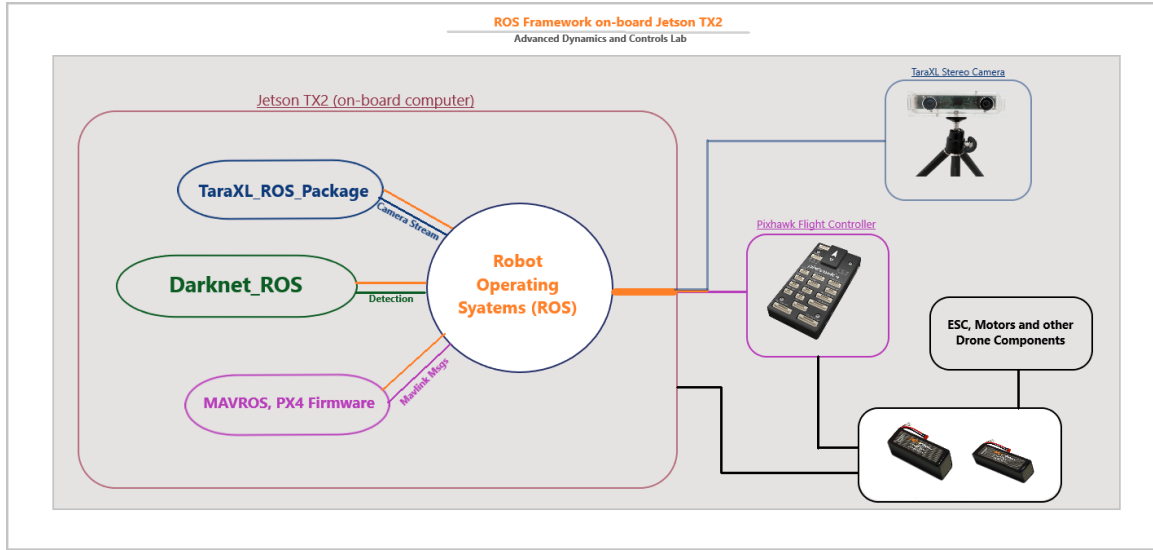 ROS Framework on-board Jetson TX2
Advanced Dynamics and Controls Lab
TaraXL Stereo Camera
Jetson TX2 (on-board computer)
TaraXL_ROS_Package
Camera Stream
Pixhawk Flight Controller
Robot
Operating
Syatems (ROS)
Darknet_ROS
Detection
ESC, Motors and other
Drone Components
MAVROS, PX4 Firmware
Mavlink Msgs